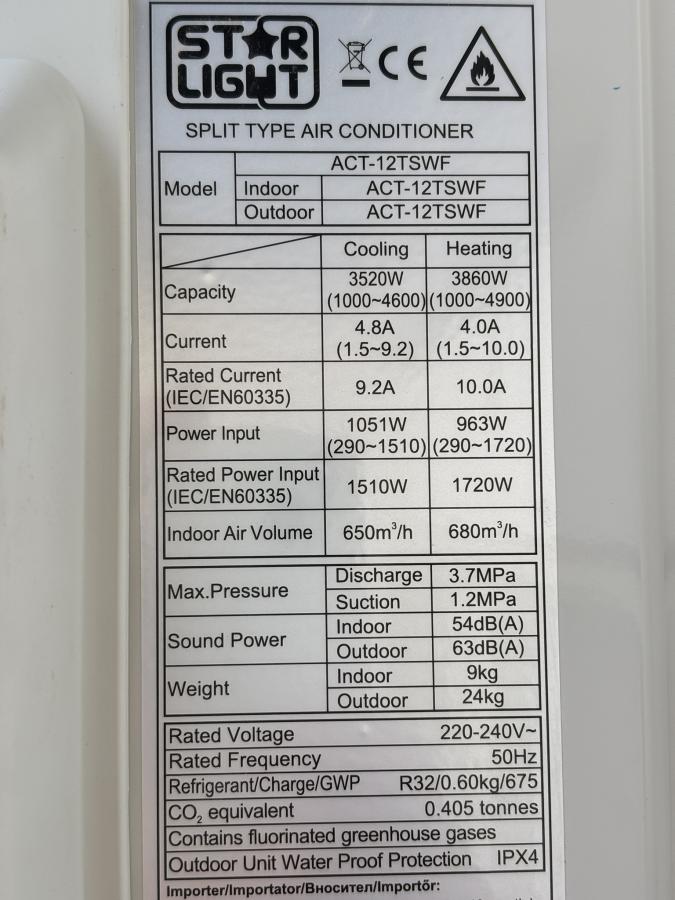 STAR
LIGHT
CE
SPLIT TYPE AIR CONDITIONER
Model
ACT-12TSWF
Indoor ACT-12TSWF
Outdoor ACT-12TSWF
Cooling Heating
Capacity 3520W 3860W
(1000~4600) (1000~4900)
Current 4.8A 4.0A
(1.5~9.2) (1.5~10.0)
Rated Current
(IEC/EN60335) 9.2A 10.0A
Power Input 1051W 963W
(290~1510) (290~1720)
Rated Power Input
(IEC/EN60335) 1510W 1720W
Indoor Air Volume 650m³/h 680m³/h
Max.Pressure Discharge 3.7MPa
Suction 1.2MPa
Sound Power Indoor 54dB(A)
Outdoor 63dB(A)
Weight Indoor 9kg
Outdoor 24kg
Rated Voltage 220-240V~
Rated Frequency 50Hz
Refrigerant/Charge/GWP R32/0.60kg/675
CO₂ equivalent 0.405 tonnes
Contains fluorinated greenhouse gases
Outdoor Unit Water Proof Protection IPX4
Importer/Importator/Вносител/Importőr: